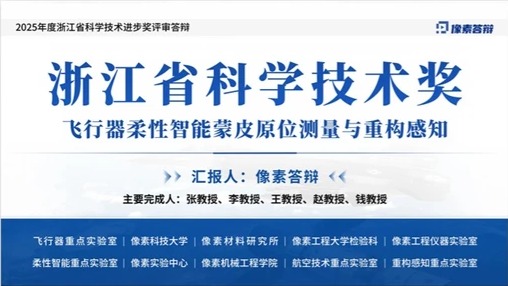 2025年度浙江省科学技术进步奖评审答辩
像素答辩
浙江省科学技术奖
飞行器柔性智能蒙皮原位测量与重构感知
汇报人：像素答辩
主要完成人：张教授、李教授、王教授、赵教授、钱教授
飞行器重点实验室 | 像素科技大学 | 像素材料研究所 | 像素工程大学检验科 | 像素工程仪器实验室
柔性智能重点实验室 | 像素实验中心 | 像素机械工程学院 | 航空技术重点实验室 | 重构感知重点实验室